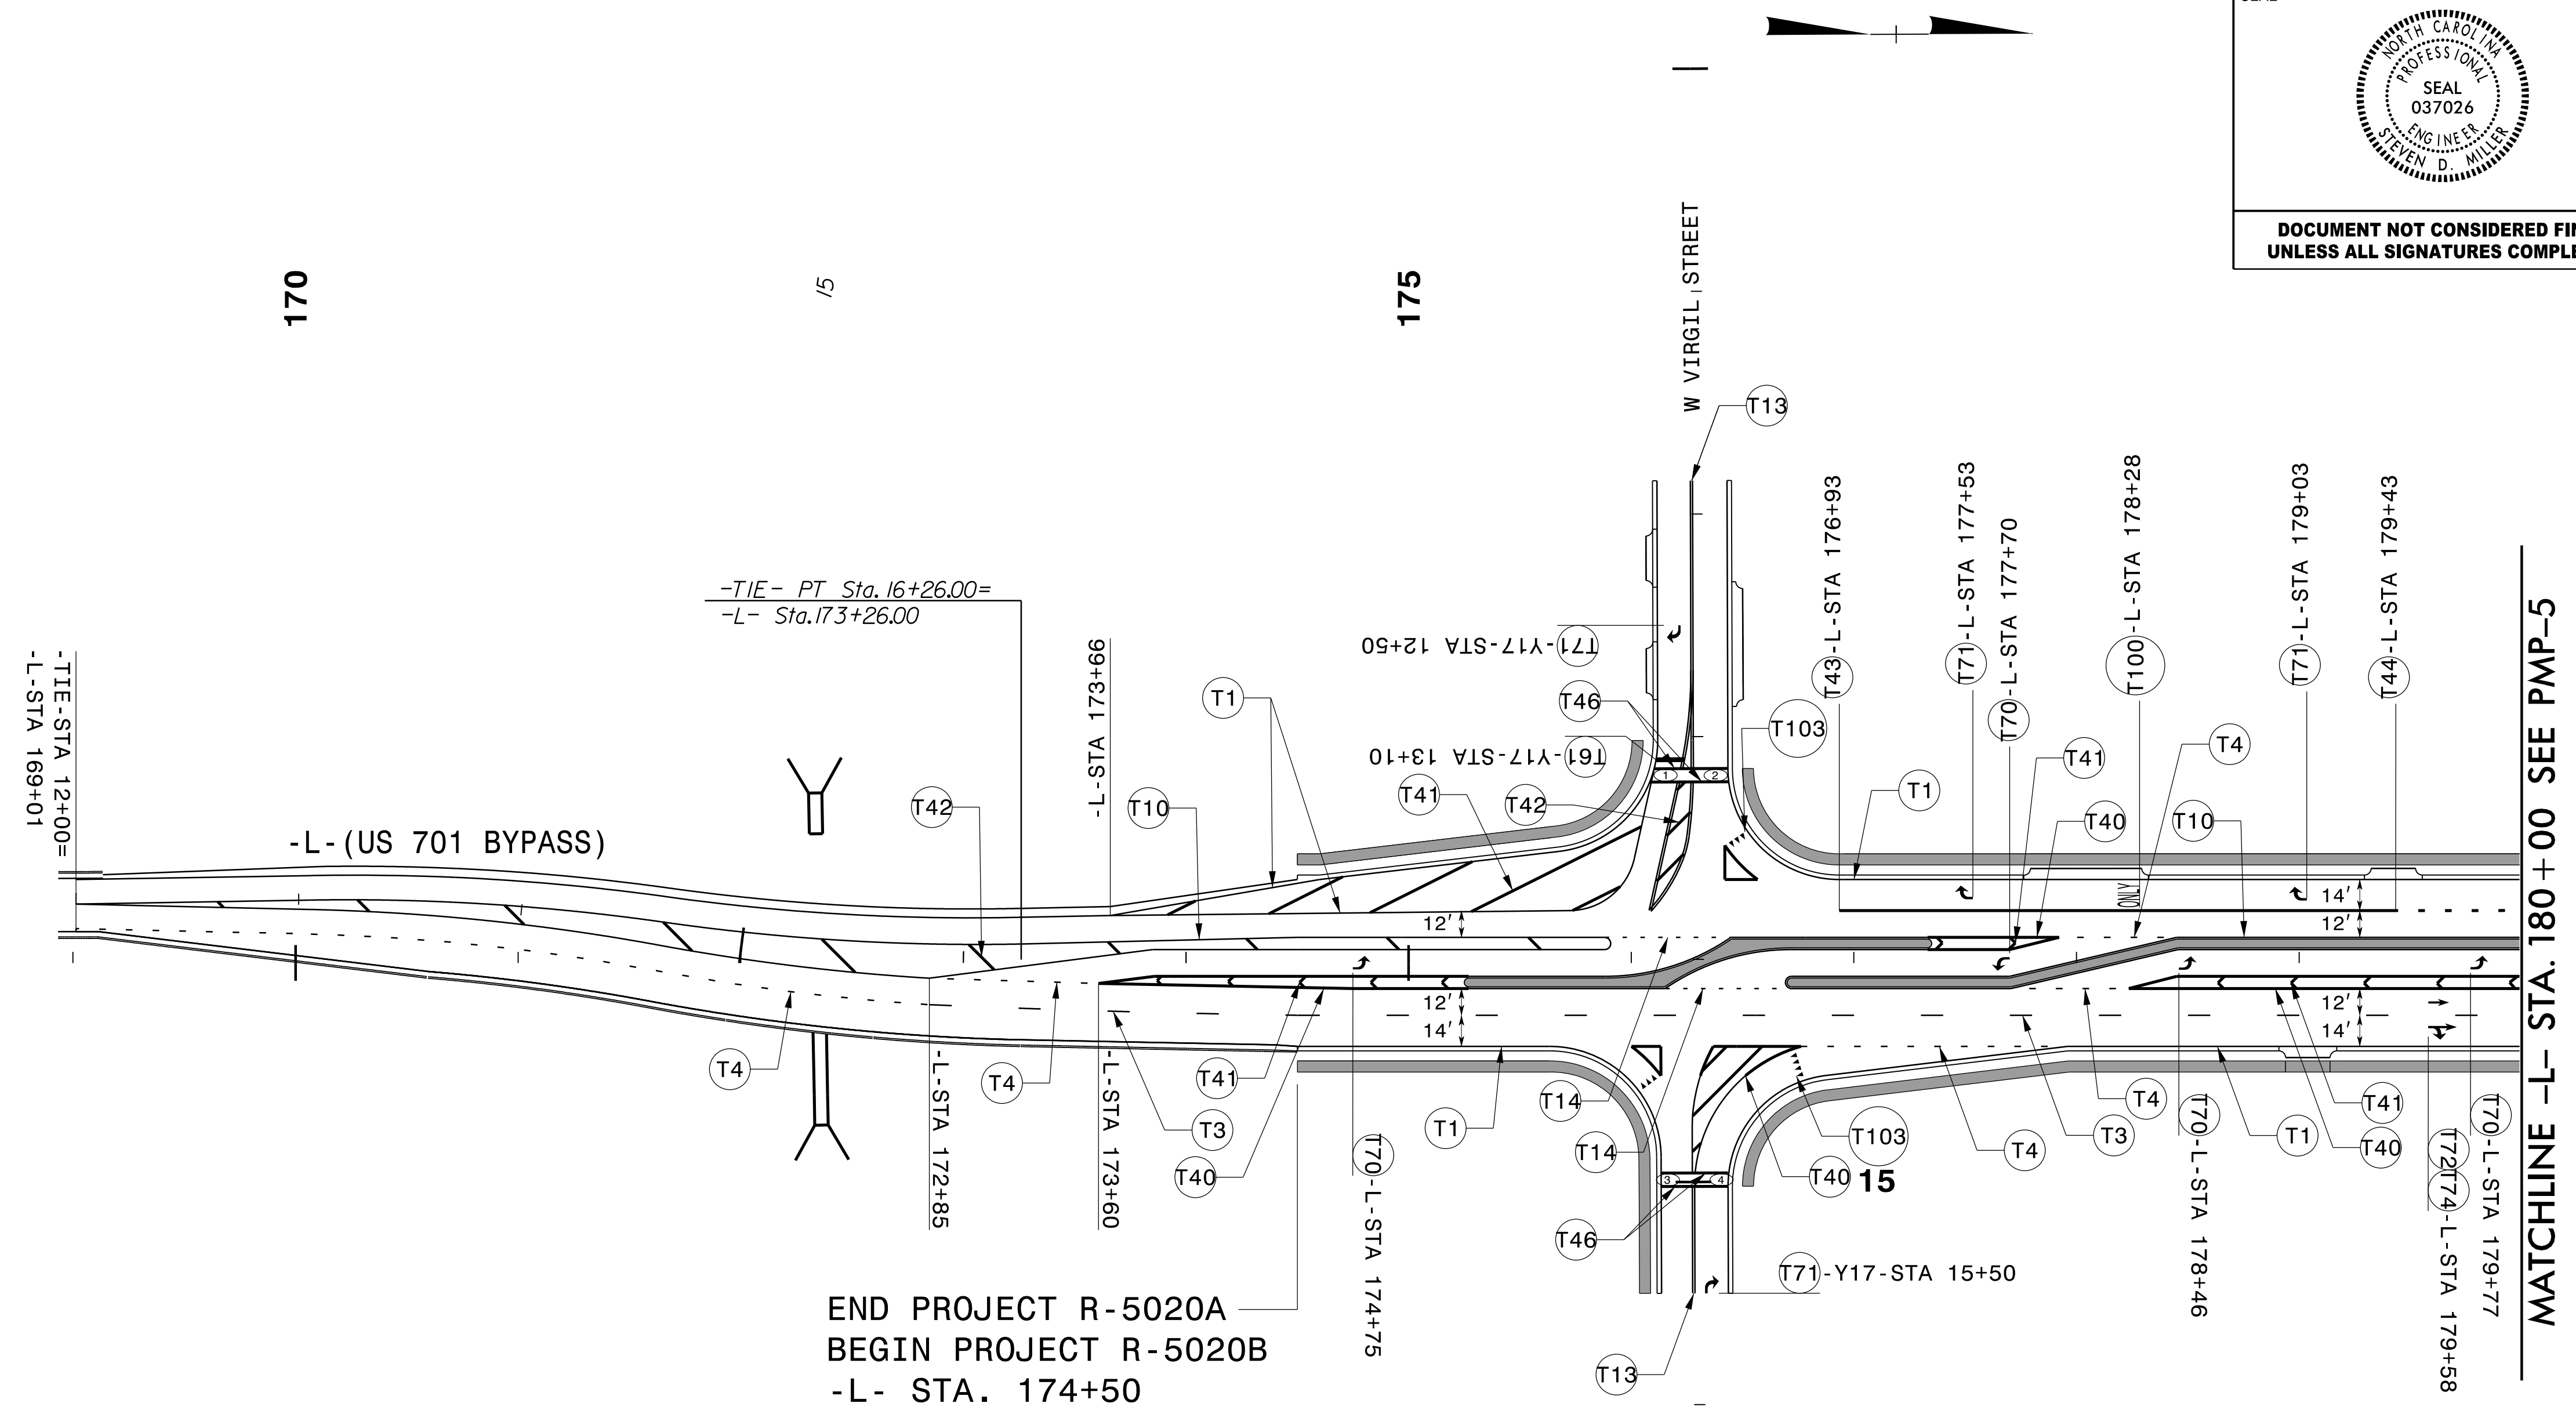 NORTH CAROLINA
PROFESSIONAL
SEAL
037026
ENGINEER
STEVEN D. MILLER
DOCUMENT NOT CONSIDERED
UNLESS ALL SIGNATURES
170
15
175
W VIRGIL STREET
T13
-TIE- PT Sta. 16+26.00=
-L- Sta. 173+26.00
-TIE-STA 12+00=
-L-STA 169+01
-L-(US 701 BYPASS)
T42
-L-STA 173+66
T10
T1
T71-Y17-STA 12+50
T46
T61-Y17-STA 13+10
T41
T42
T103
1
2
T43-L-STA 176+93
T71-L-STA 177+53
T70-L-STA 177+70
T100-L-STA 178+28
T71-L-STA 179+03
T44-L-STA 179+43
T1
T41
T40
T4
T10
ONLY
12'
14'
12'
12'
14'
12'
14'
T4
-L-STA 172+85
T4
-L-STA 173+60
T3
T41
T40
T70-L-STA 174+75
T1
T14
T14
T46
3
4
T103
T40
15
T71-Y17-STA 15+50
T13
T4
T3
T4
T70-L-STA 178+46
T1
T41
T40
T72
T74-L-STA 179+58
T70-L-STA 179+77
MATCHLINE -L- STA. 180+00 SEE PMP-5
END PROJECT R-5020A
BEGIN PROJECT R-5020B
-L- STA. 174+50